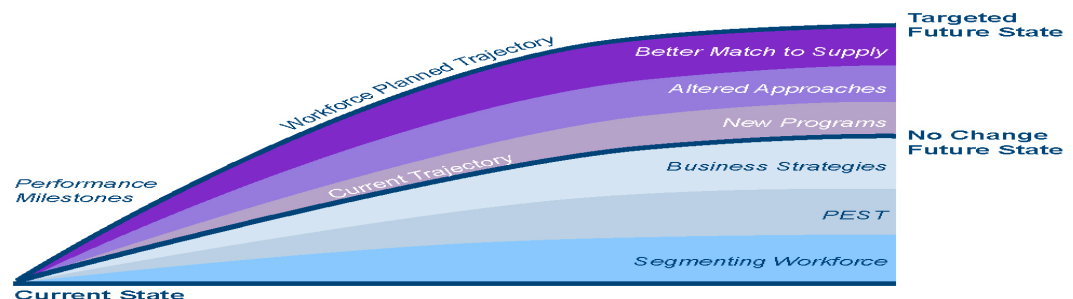 Targeted
Future State
Workforce Planned Trajectory
Better Match to Supply
Altered Approaches
New Programs
No Change
Future State
Current Trajectory
Business Strategies
Performance
Milestones
PEST
Segmenting Workforce
Current State